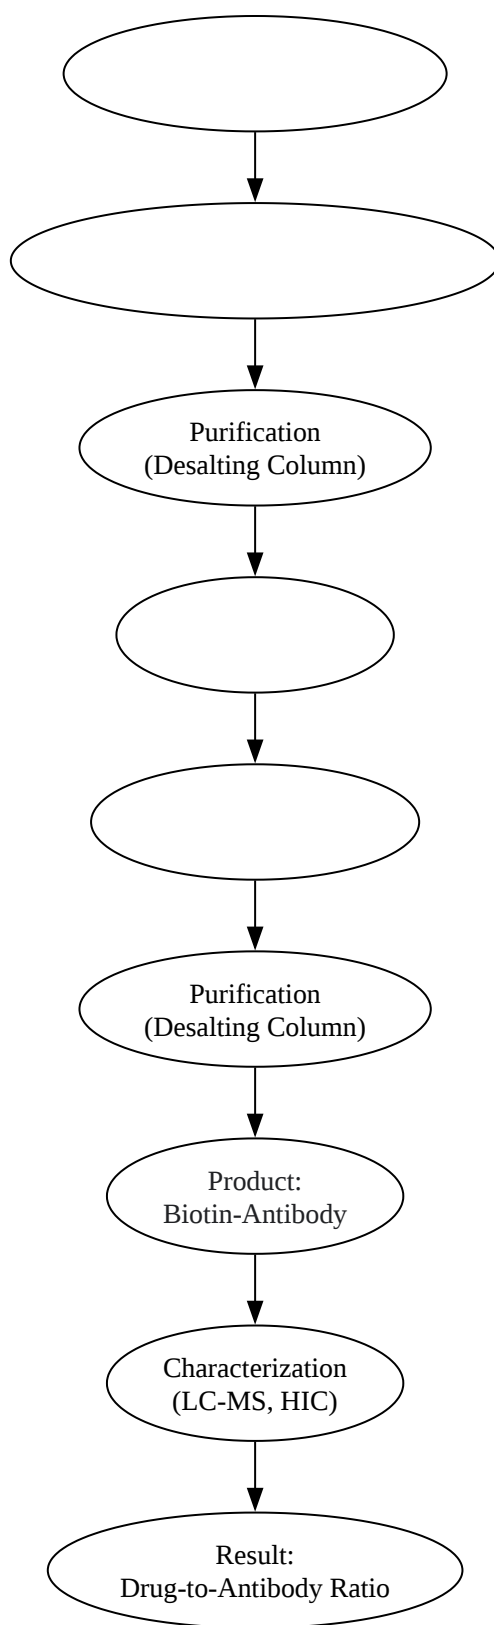 Purification
(Desalting Column)
Purification
(Desalting Column)
Product:
Biotin-Antibody
Characterization
(LC-MS, HIC)
Result:
Drug-to-Antibody Ratio